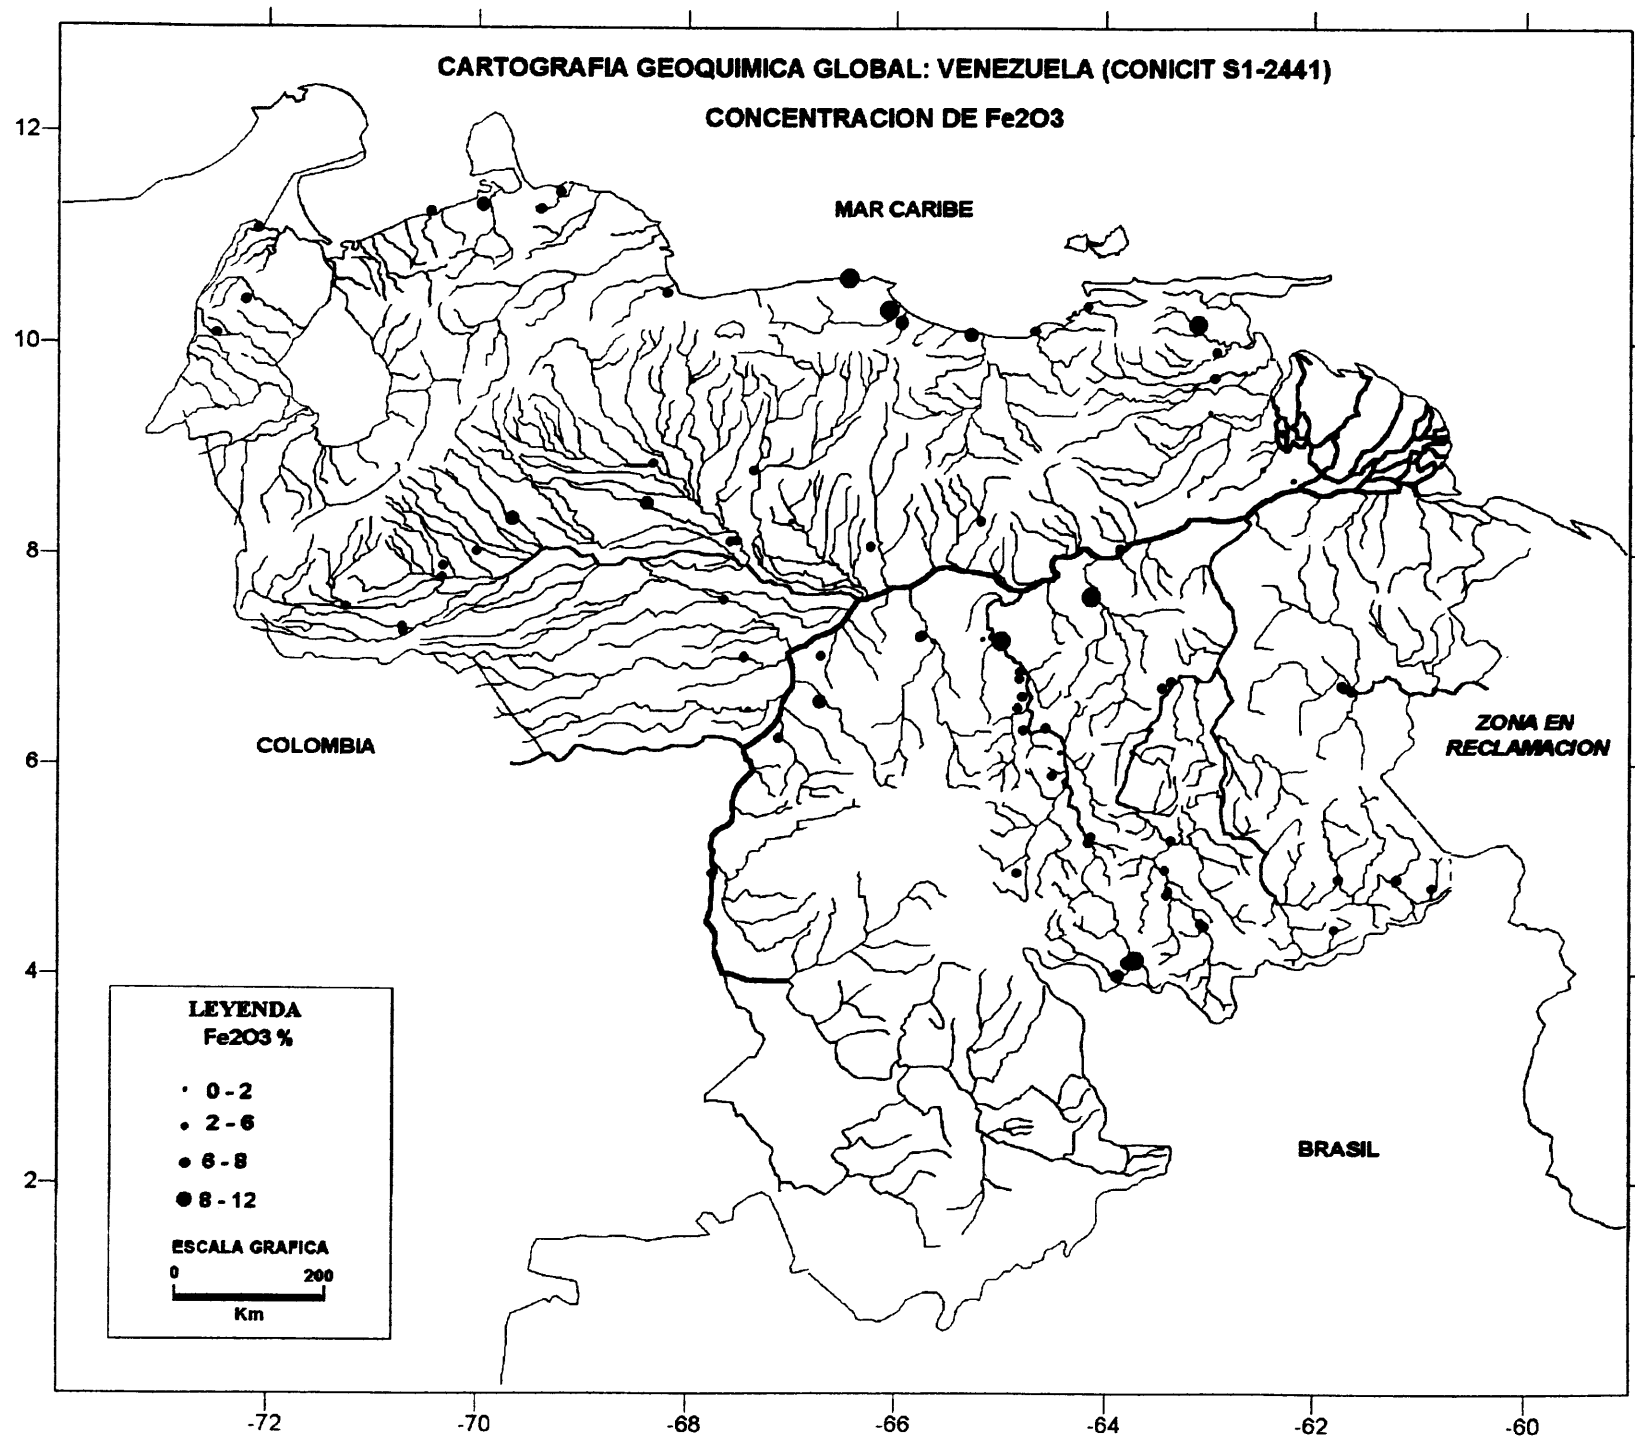 CARTOGRAFIA GEOQUIMICA GLOBAL: VENEZUELA (CONICIT S1-2441)
CONCENTRACION DE Fe2O3
12
MAR CARIBE
10
8
ZONA EN
RECLAMACION
COLOMBIA
6
4
LEYENDA
Fe2O3 %
0 - 2
2 - 6
6 - 8
8 - 12
BRASIL
2
ESCALA GRAFICA
0 200
Km
-72 -70 -68 -66 -64 -62 -60